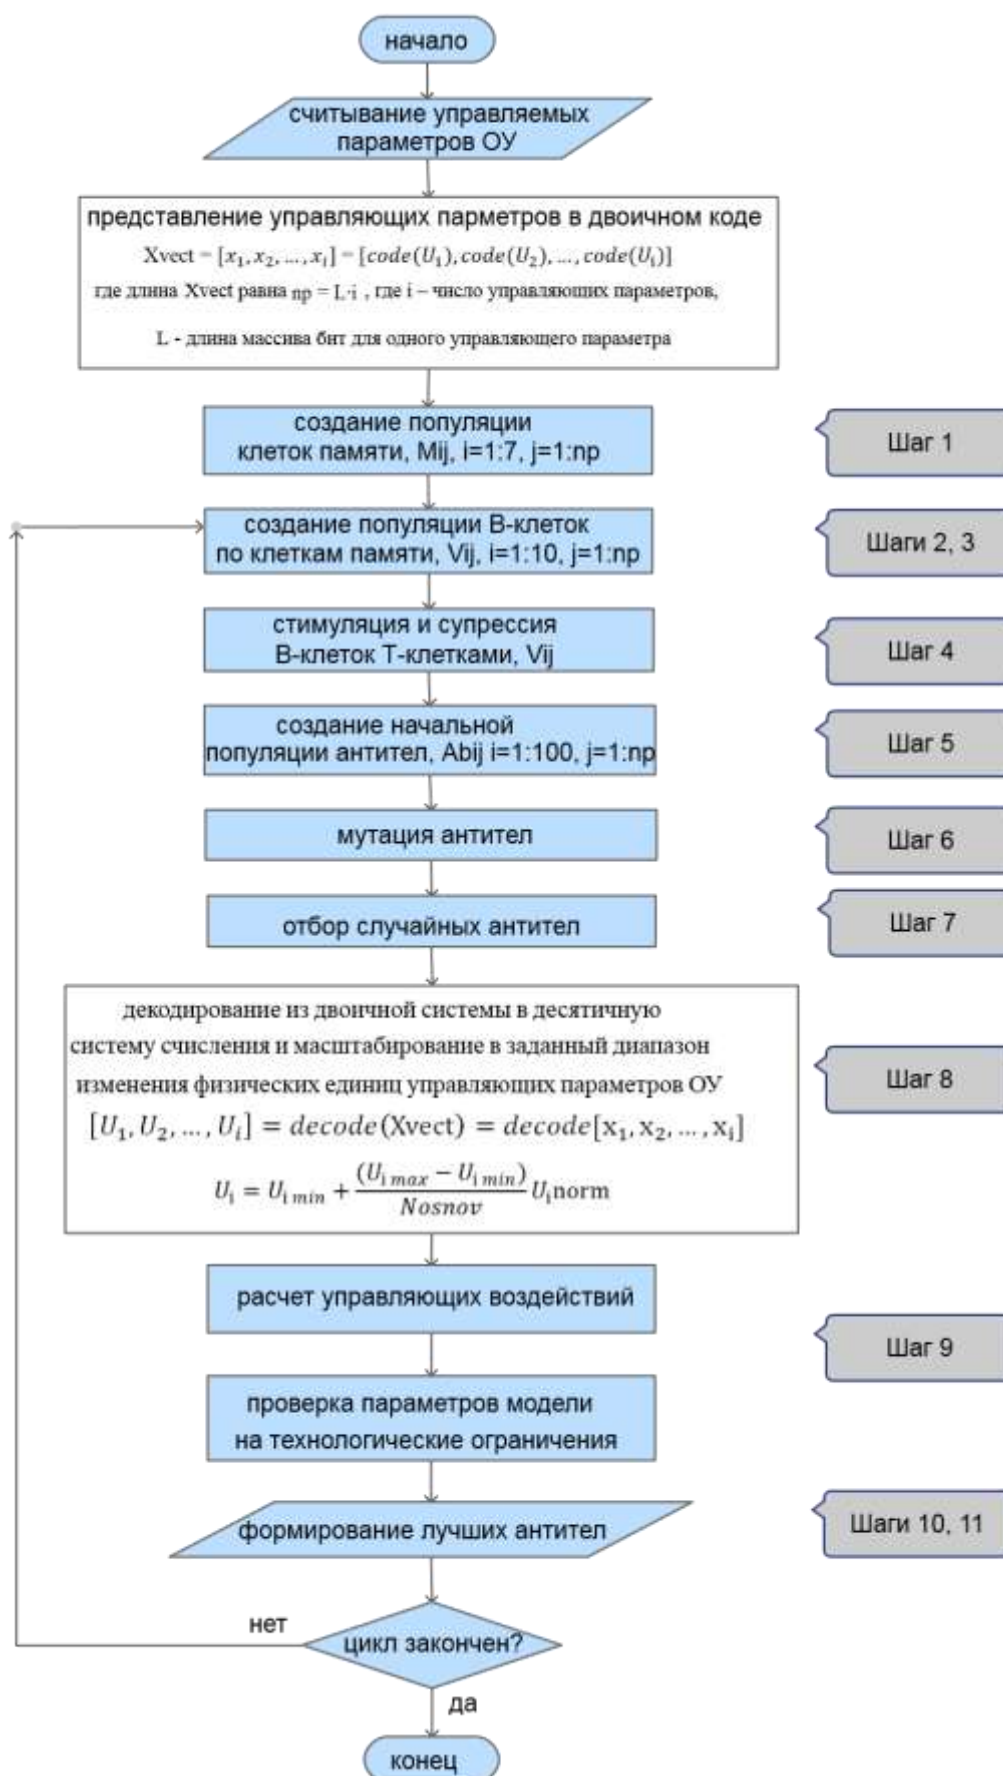 начало
считывание управляемых
параметров ОУ
представление управляющих парметров в двоичном коде
Xvect = [x₁, x₂, ..., xᵢ] = [code(U₁), code(U₂), ..., code(Uᵢ)]
где длина Xvect равна np = L·i , где i – число управляющих параметров,
L - длина массива бит для одного управляющего параметра
создание популяции
клеток памяти, Mij, i=1:7, j=1:np
Шаг 1
создание популяции В-клеток
по клеткам памяти, Vij, i=1:10, j=1:np
Шаги 2, 3
стимуляция и супрессия
В-клеток Т-клетками, Vij
Шаг 4
создание начальной
популяции антител, Abij i=1:100, j=1:np
Шаг 5
мутация антител
Шаг 6
отбор случайных антител
Шаг 7
декодирование из двоичной системы в десятичную
систему счисления и масштабирование в заданный диапазон
изменения физических единиц управляющих параметров ОУ
[U₁, U₂, ..., Uᵢ] = decode(Xvect) = decode[x₁, x₂, ..., xᵢ]
Uᵢ = Uᵢ min + (Uᵢ max − Uᵢ min) / Nosnov Uᵢnorm
Шаг 8
расчет управляющих воздействий
Шаг 9
проверка параметров модели
на технологические ограничения
формирование лучших антител
Шаги 10, 11
нет
цикл закончен?
да
конец